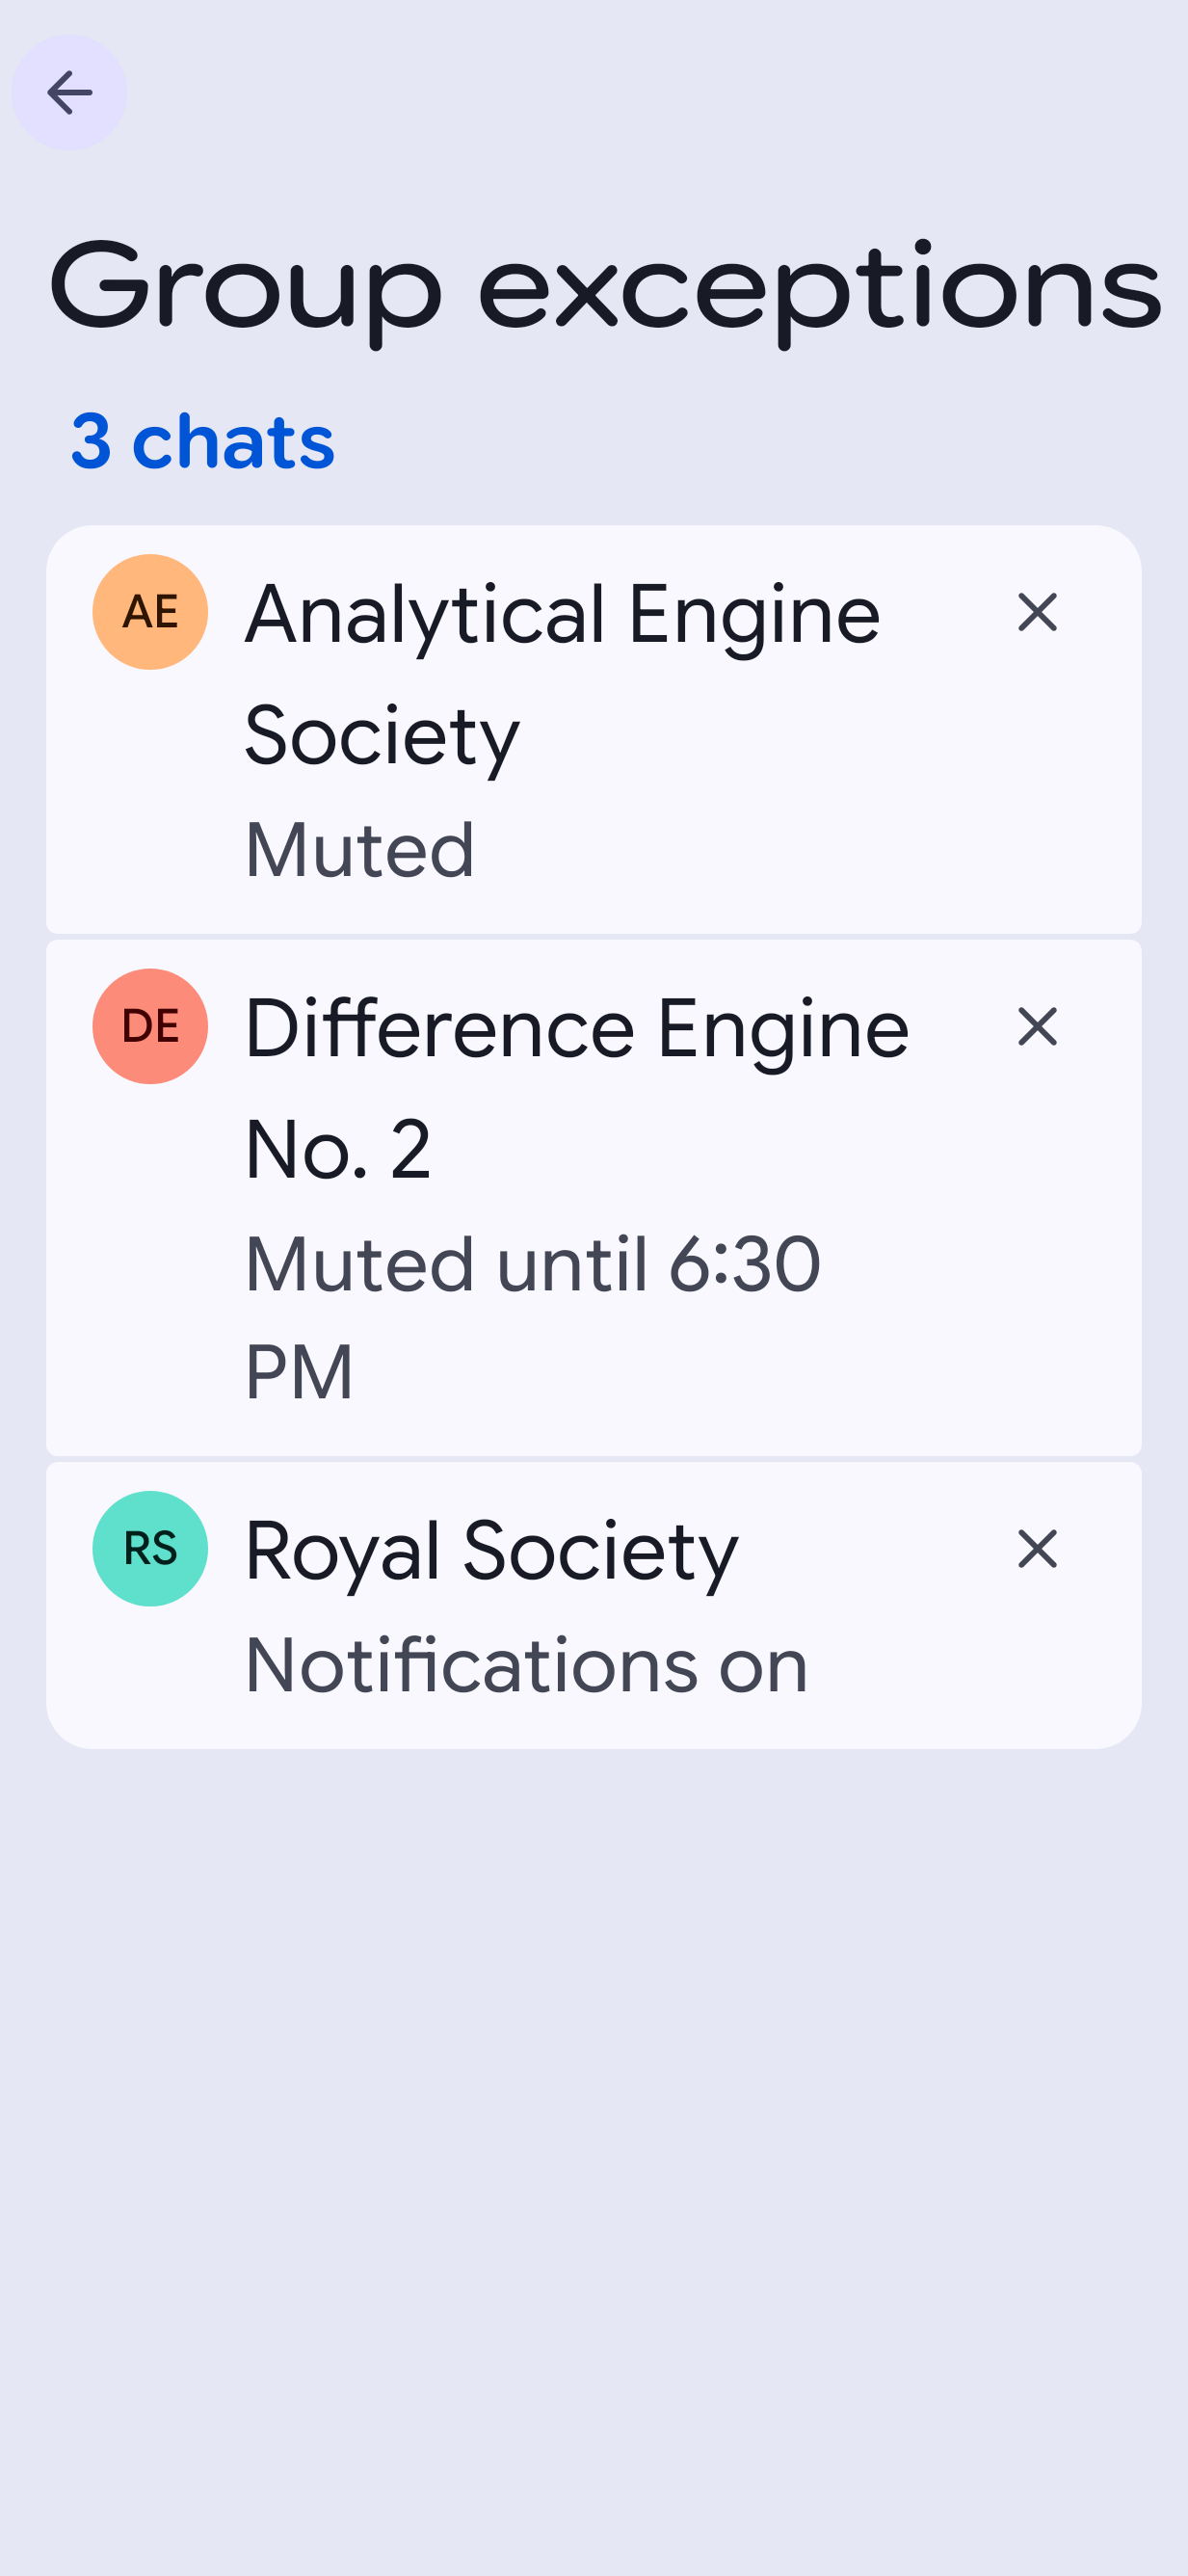 Group exceptions
3 chats
AE
Analytical Engine
Society
Muted
DE
Difference Engine
No. 2
Muted until 6:30
PM
RS
Royal Society
Notifications on